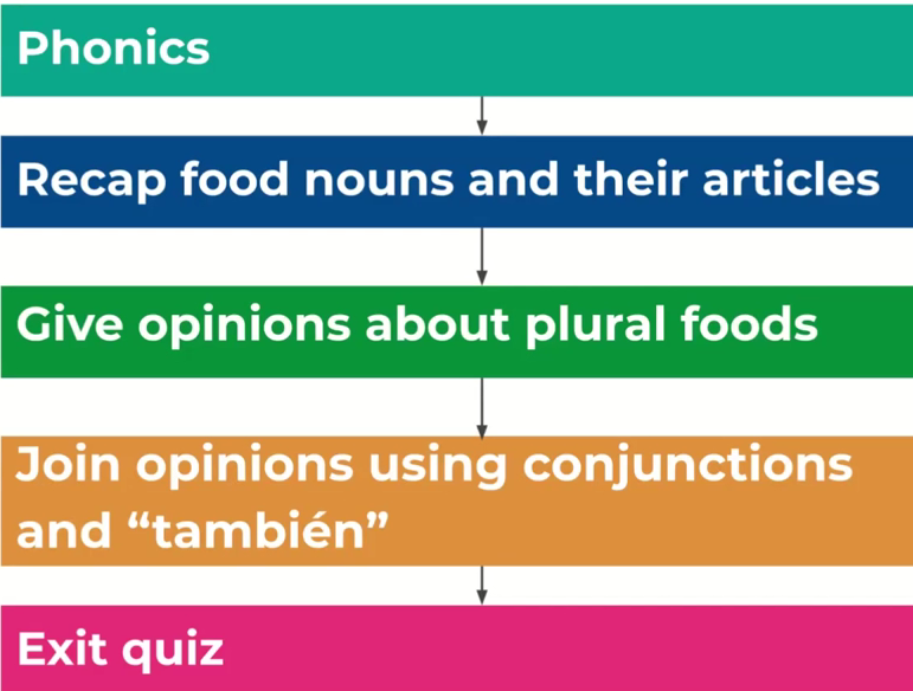 Phonics
Recap food nouns and their articles
Give opinions about plural foods
Join opinions using conjunctions
and “también”
Exit quiz